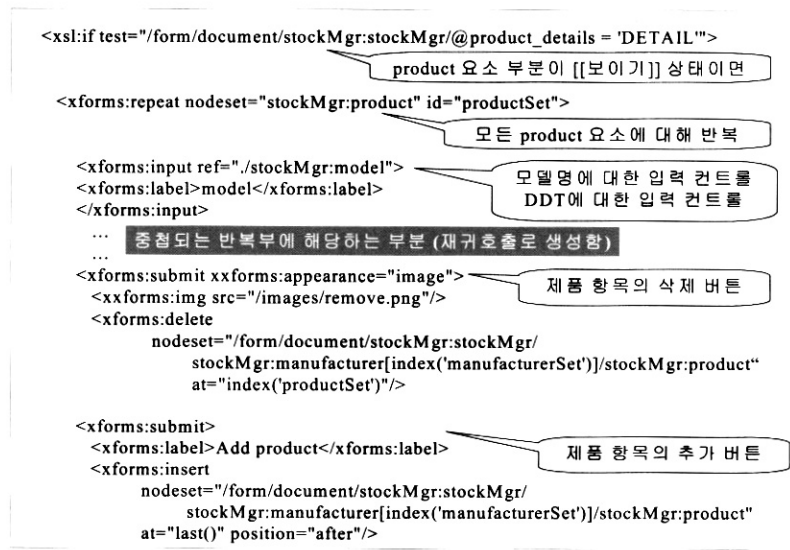 <xsl:if test="/form/document/stockMgr:stockMgr/@product_details = 'DETAIL'">
product 요소 부분이 [[보이기]] 상태이면
<xforms:repeat nodeset="stockMgr:product" id="productSet">
모든 product 요소에 대해 반복
<xforms:input ref="./stockMgr:model">
모델명에 대한 입력 컨트롤
DDT에 대한 입력 컨트롤
<xforms:label>model</xforms:label>
</xforms:input>
...
중첩되는 반복부에 해당하는 부분 (재귀호출로 생성함)
...
<xforms:submit xxforms:appearance="image">
제품 항목의 삭제 버튼
<xxforms:img src="/images/remove.png"/>
<xforms:delete
nodeset="/form/document/stockMgr:stockMgr/
stockMgr:manufacturer[index('manufacturerSet')]/stockMgr:product“
at="index('productSet')"/>
<xforms:submit>
<xforms:label>Add product</xforms:label>
제품 항목의 추가 버튼
<xforms:insert
nodeset="/form/document/stockMgr:stockMgr/
stockMgr:manufacturer[index('manufacturerSet')]/stockMgr:product"
at="last()" position="after"/>